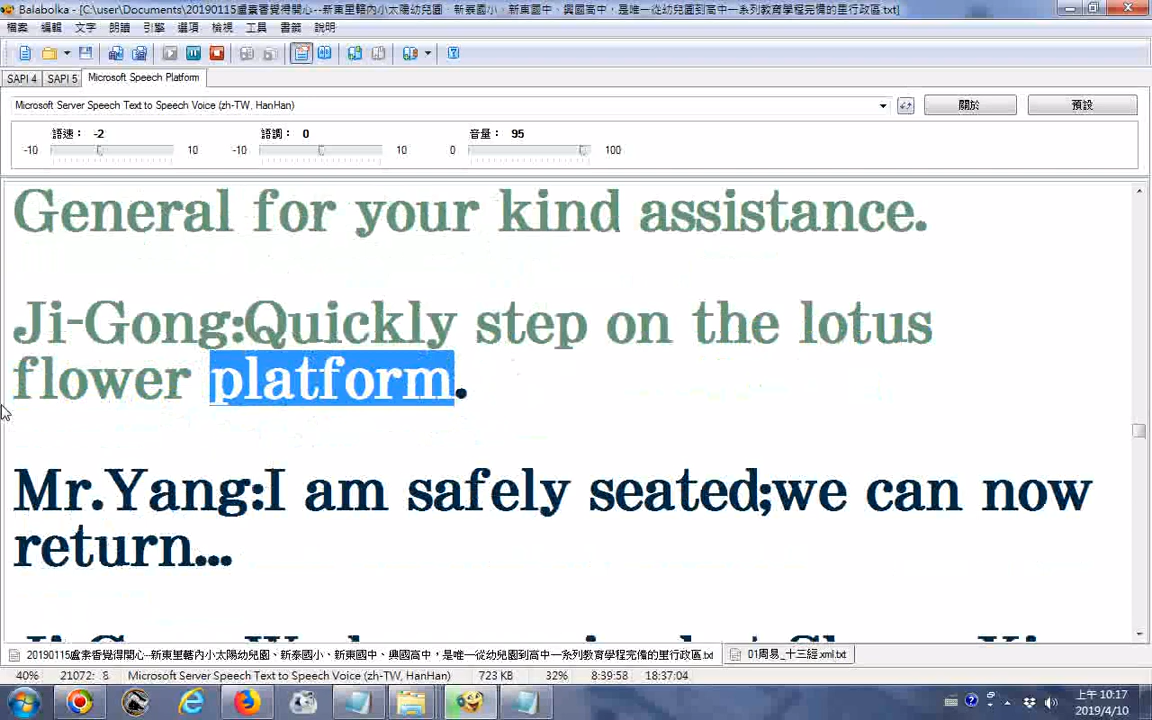 Balabolka - [C:\user\Documents\20190115盧素香覺得開心--新東里轄內小太陽幼兒園、新泰國小、新東國中、興國高中，是唯一從幼兒園到高中一系列教育學程完備的里行政區.txt]
檔案 編輯 文字 朗讀 引擎 選項 檢視 工具 書籤 說明
SAPI 4 SAPI 5 Microsoft Speech Platform
Microsoft Server Speech Text to Speech Voice (zh-TW, HanHan) 關於 預設
語速： -2 語調： 0 音量： 95
-10 10 -10 10 0 100
General for your kind assistance.
Ji-Gong:Quickly step on the lotus
flower platform.
Mr.Yang:I am safely seated;we can now
return...
20190115盧素香覺得開心--新東里轄內小太陽幼兒園、新泰國小、新東國中、興國高中，是唯一從幼兒園到高中一系列教育學程完備的里行政區.txt 01周易_十三經.xml.txt
40% 21072: 8 Microsoft Server Speech Text to Speech Voice (zh-TW, HanHan) 723 KB 32% 8:39:58 18:37:04
上午 10:17
2019/4/10